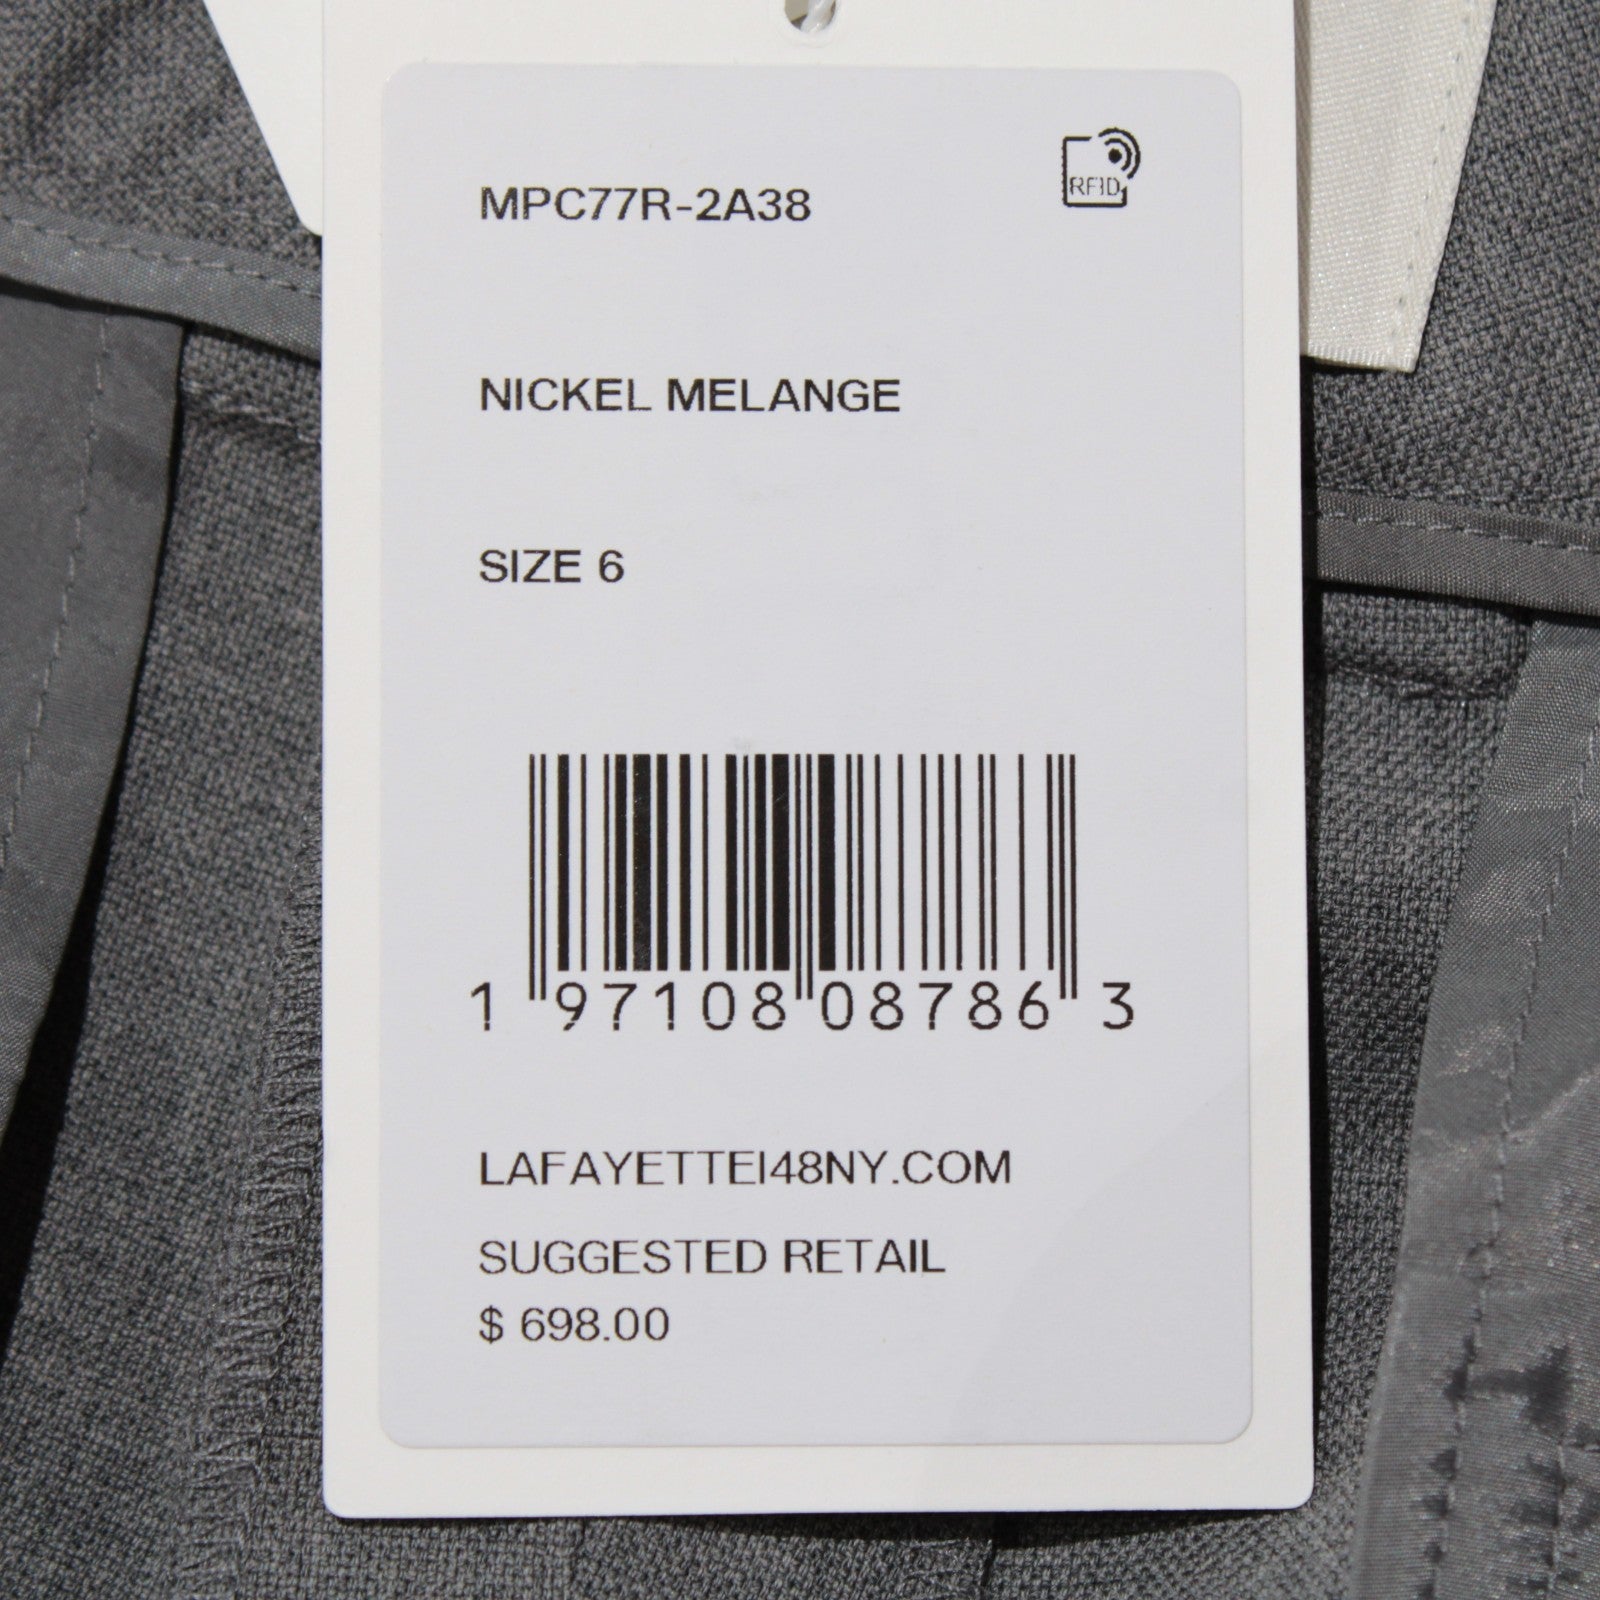 RFID
MPC77R-2A38
NICKEL MELANGE
SIZE 6
1 97108 08786 3
LAFAYETTE148NY.COM
SUGGESTED RETAIL
$ 698.00